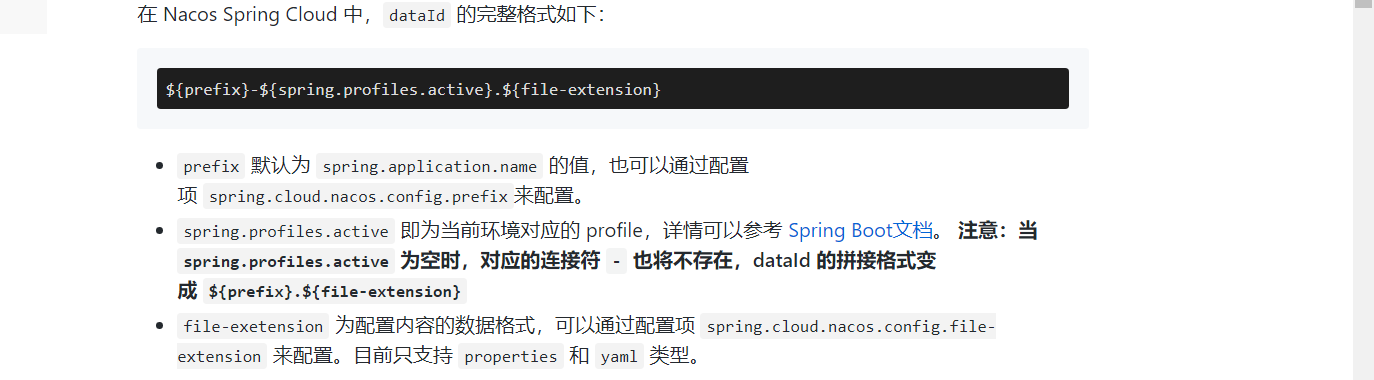 在 Nacos Spring Cloud 中，dataId 的完整格式如下：
${prefix}-${spring.profiles.active}.${file-extension}
• prefix 默认为 spring.application.name 的值，也可以通过配置
项 spring.cloud.nacos.config.prefix来配置。
• spring.profiles.active 即为当前环境对应的 profile，详情可以参考 Spring Boot文档。 注意：当
spring.profiles.active 为空时，对应的连接符 - 也将不存在，dataId 的拼接格式变
成 ${prefix}.${file-extension}
• file-exetension 为配置内容的数据格式，可以通过配置项 spring.cloud.nacos.config.file-
extension 来配置。目前只支持 properties 和 yaml 类型。